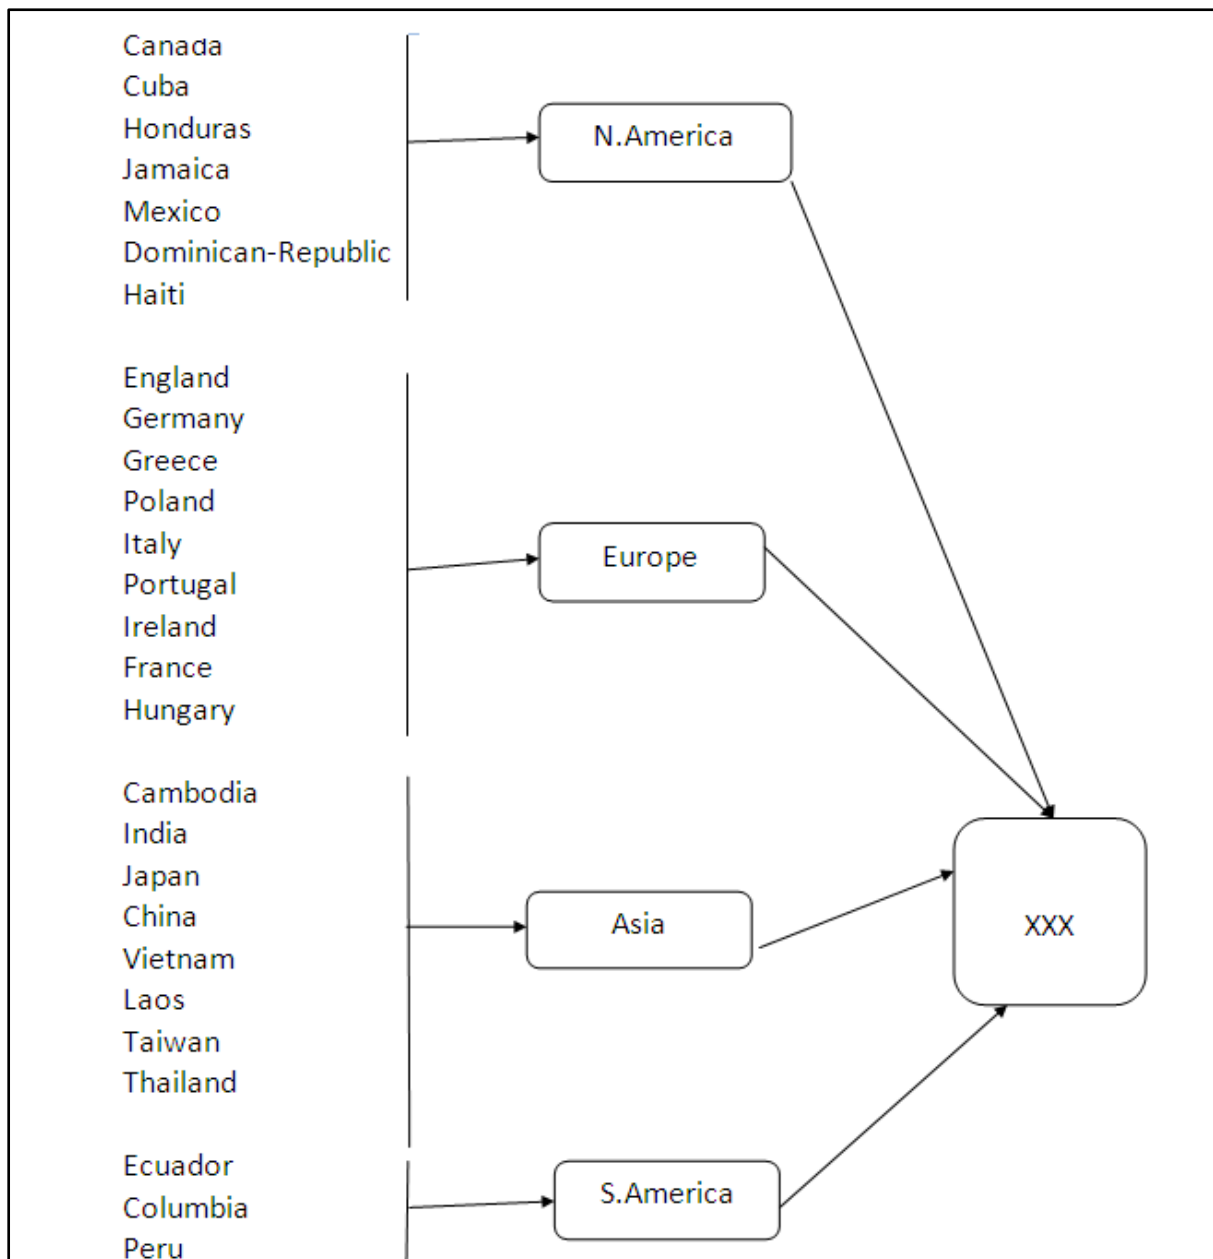 Canada
Cuba
Honduras
Jamaica
Mexico
Dominican-Republic
Haiti
N.America
England
Germany
Greece
Poland
Italy
Portugal
Ireland
France
Hungary
Europe
Cambodia
India
Japan
China
Vietnam
Laos
Taiwan
Thailand
Asia
XXX
Ecuador
Columbia
Peru
S.America